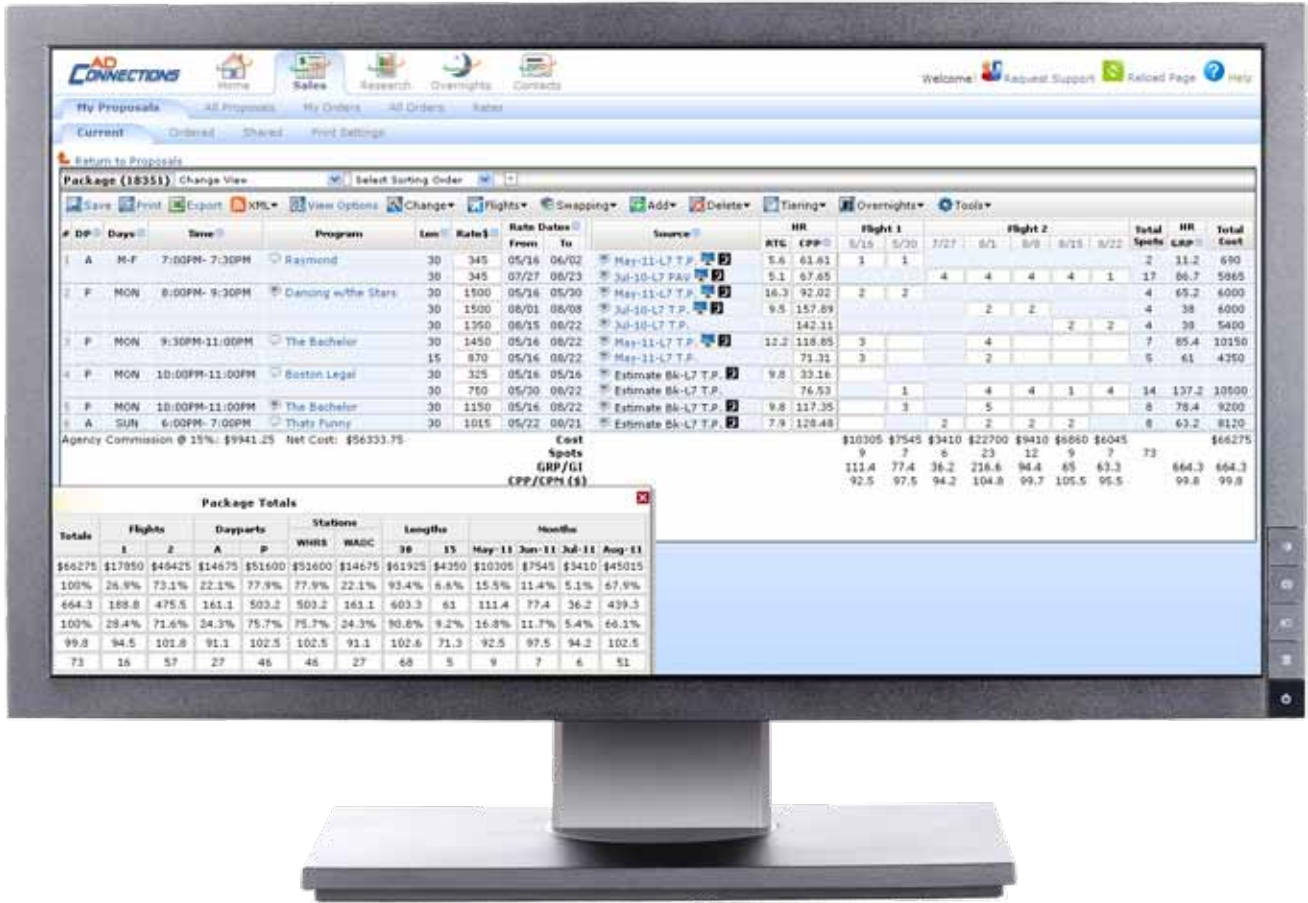 AD CONNECTIONS Home Sales Research Overnights Contacts Welcome! Request Support Reload Page Help
My Proposals All Proposals My Orders All Orders Rates
Current Ordered Shared Print Settings
Return to Proposals
Package (18351) Change View Select Sorting Order
Save Print Export XML View Options Change Flights Swapping Add Delete Tiering Overnights Tools
# DP Days Time Program Len Rate$ Rate Dates Source HR Flight 1 Flight 2 Total HR Total
From To RTG CPP 5/16 5/30 7/27 8/1 8/8 8/15 8/22 Spots GRP Cost
1 A M-F 7:00PM- 7:30PM Raymond 30 345 05/16 06/02 May-11-L7 T.P. 5.6 61.61 1 1 2 11.2 690
30 345 07/27 08/23 Jul-10-L7 PAV 5.1 67.65 4 4 4 4 1 17 86.7 5865
2 P MON 8:00PM- 9:30PM Dancing w/the Stars 30 1500 05/16 05/30 May-11-L7 T.P. 16.3 92.02 2 2 4 65.2 6000
30 1500 08/01 08/08 Jul-10-L7 T.P. 9.5 157.89 2 2 4 38 6000
30 1350 08/15 08/22 Jul-10-L7 T.P. 142.11 2 2 4 38 5400
3 P MON 9:30PM-11:00PM The Bachelor 30 1450 05/16 08/22 May-11-L7 T.P. 12.2 118.85 3 4 7 85.4 10150
15 870 05/16 08/22 May-11-L7 T.P. 71.31 3 2 5 61 4350
4 P MON 10:00PM-11:00PM Boston Legal 30 325 05/16 05/16 Estimate Bk-L7 T.P. 9.8 33.16
30 750 05/30 08/22 Estimate Bk-L7 T.P. 76.53 1 4 4 1 4 14 137.2 10500
5 P MON 10:00PM-11:00PM The Bachelor 30 1150 05/16 08/22 Estimate Bk-L7 T.P. 9.8 117.35 3 5 8 78.4 9200
6 A SUN 6:00PM- 7:00PM Thats Funny 30 1015 05/22 08/21 Estimate Bk-L7 T.P. 7.9 128.48 2 2 2 2 8 63.2 8120
Agency Commission @ 15%: $9941.25 Net Cost: $56333.75 Cost $10305 $7545 $3410 $22700 $9410 $6860 $6045 $66275
Spots 9 7 6 23 12 9 7 73
GRP/GI 111.4 77.4 36.2 216.6 94.4 65 63.3 664.3 664.3
CPP/CPM ($) 92.5 97.5 94.2 104.8 99.7 105.5 95.5 99.8 99.8
Package Totals
Totals Flights Dayparts Stations Lengths Months
1 2 A P WHRS WADC 30 15 May-11 Jun-11 Jul-11 Aug-11
$66275 $17850 $48425 $14675 $51600 $51600 $14675 $61925 $4350 $10305 $7545 $3410 $45015
100% 26.9% 73.1% 22.1% 77.9% 77.9% 22.1% 93.4% 6.6% 15.5% 11.4% 5.1% 67.9%
664.3 188.8 475.5 161.1 503.2 503.2 161.1 603.3 61 111.4 77.4 36.2 439.3
100% 28.4% 71.6% 24.3% 75.7% 75.7% 24.3% 90.8% 9.2% 16.8% 11.7% 5.4% 66.1%
99.8 94.5 101.8 91.1 102.5 102.5 91.1 102.6 71.3 92.5 97.5 94.2 102.5
73 16 57 27 46 46 27 68 5 9 7 6 51